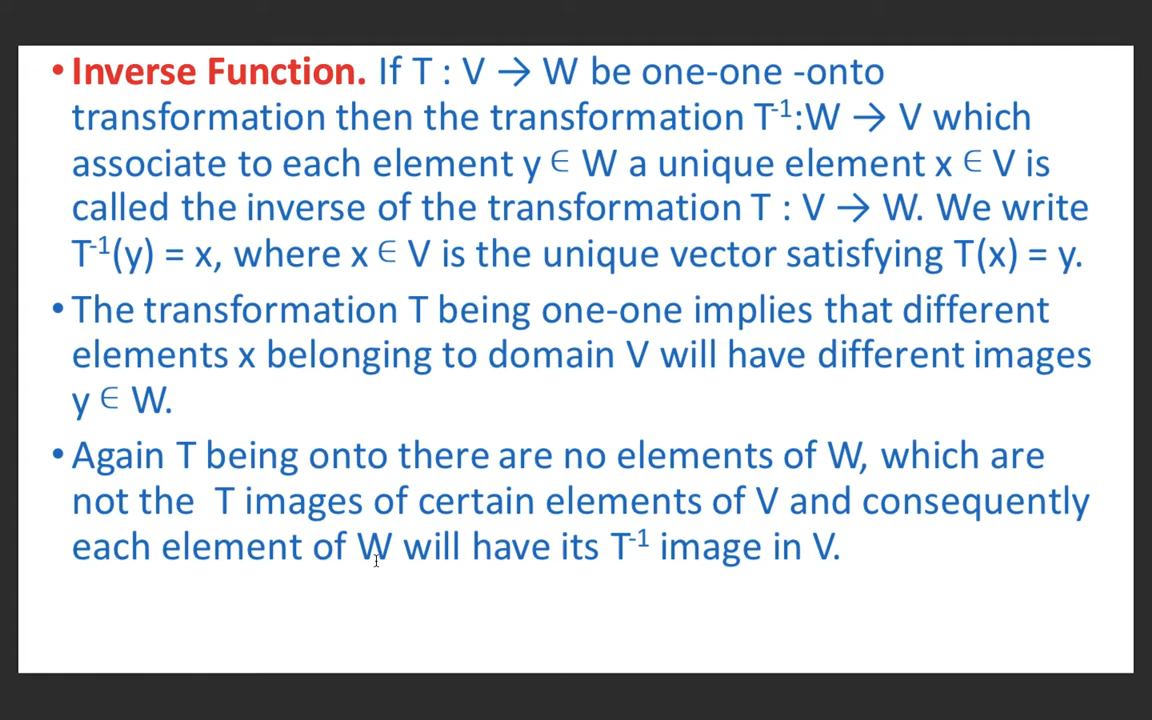 •Inverse Function. If T : V → W be one-one -onto
transformation then the transformation T⁻¹:W → V which
associate to each element y ∈ W a unique element x ∈ V is
called the inverse of the transformation T : V → W. We write
T⁻¹(y) = x, where x ∈ V is the unique vector satisfying T(x) = y.
•The transformation T being one-one implies that different
elements x belonging to domain V will have different images
y ∈ W.
•Again T being onto there are no elements of W, which are
not the  T images of certain elements of V and consequently
each element of W will have its T⁻¹ image in V.